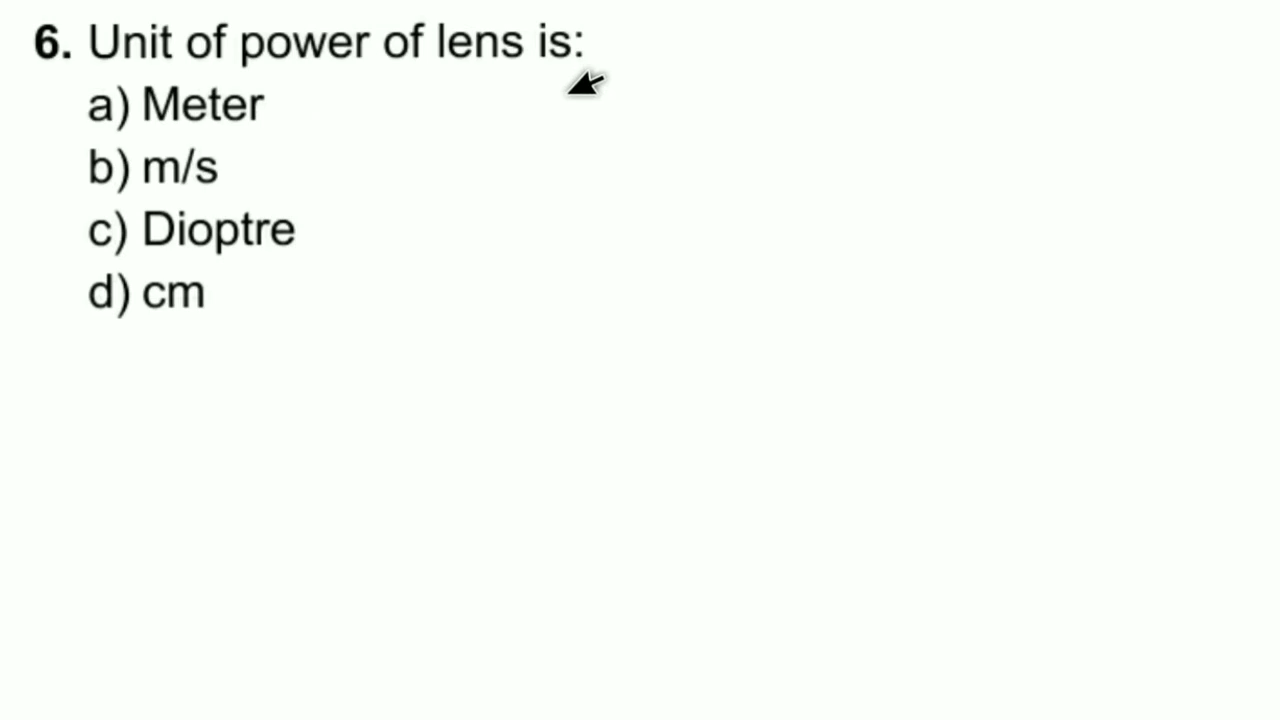 6. Unit of power of lens is:
a) Meter
b) m/s
c) Dioptre
d) cm